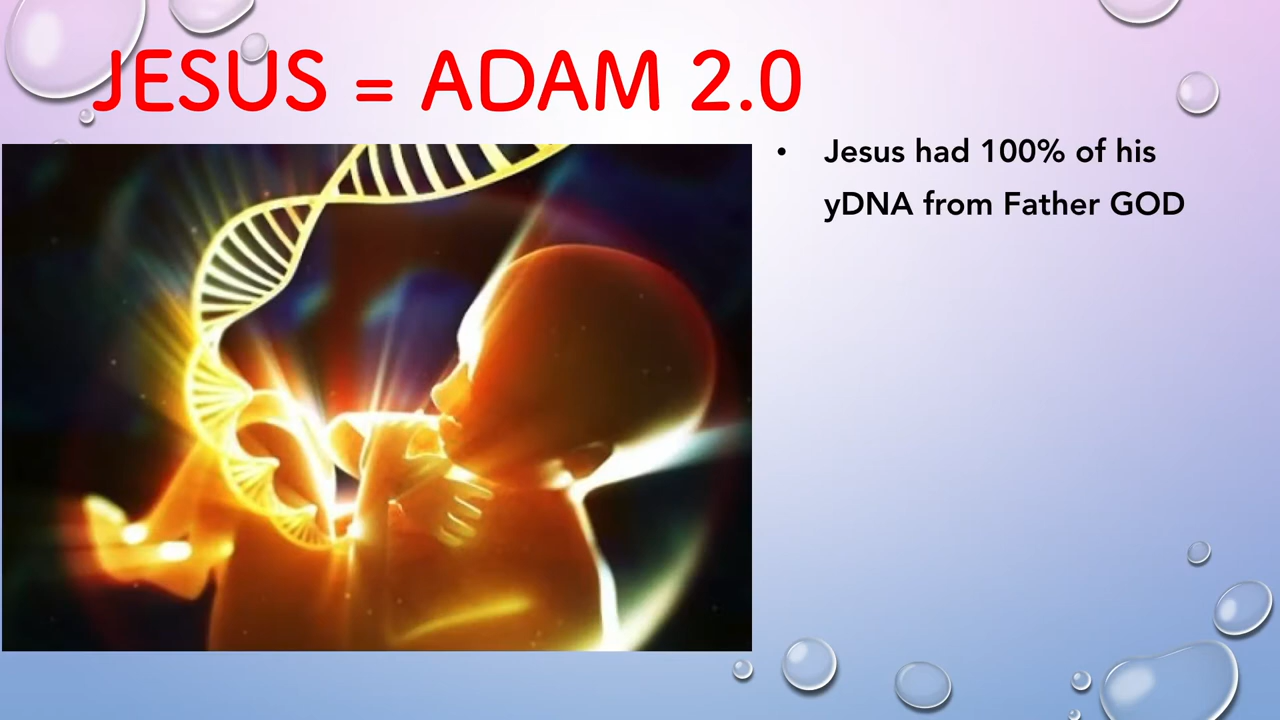 JESUS = ADAM 2.0
• Jesus had 100% of his
yDNA from Father GOD